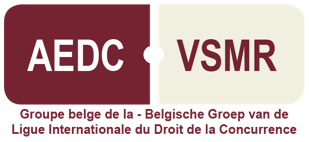 AEDC VSMR
Groupe belge de la - Belgische Groep van de
Ligue Internationale du Droit de la Concurrence